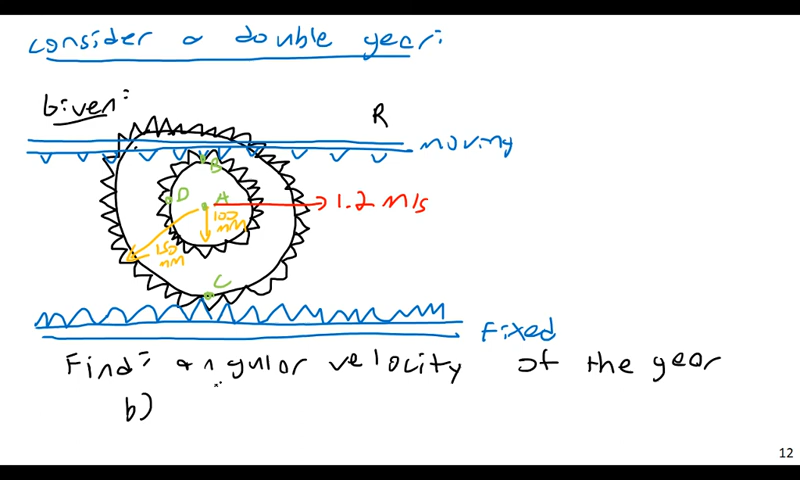 consider a double gear:
Given:
R
moving
B
D
A
1.2 m/s
100
mm
150
mm
C
Fixed
Find: angular velocity of the gear
b)
12